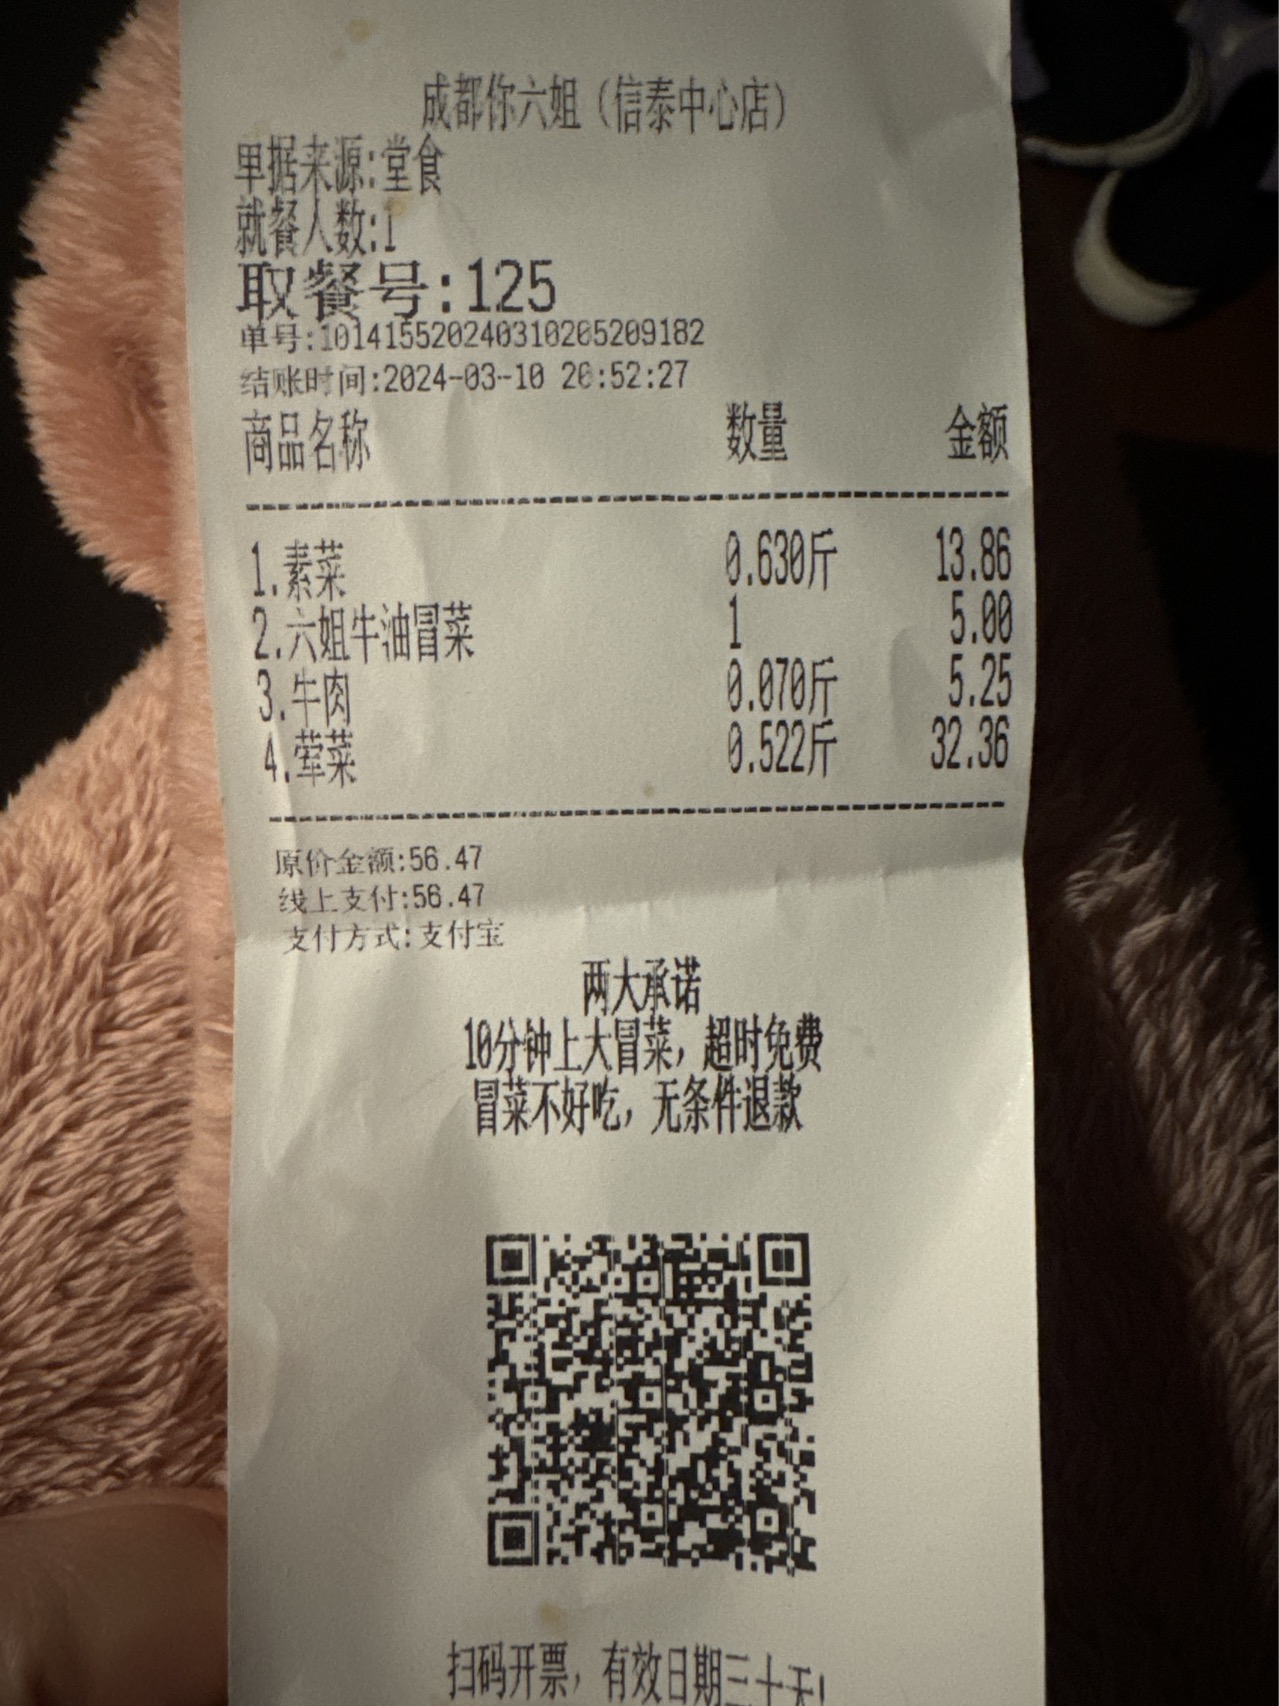 成都你六姐（信泰中心店）
单据来源:堂食
就餐人数:1
取餐号:125
单号:101415520240310205209182
结账时间:2024-03-10 20:52:27
商品名称 数量 金额
1.素菜 0.630斤 13.86
2.六姐牛油冒菜 1 5.00
3.牛肉 0.070斤 5.25
4.荤菜 0.522斤 32.36
原价金额:56.47
线上支付:56.47
支付方式:支付宝
两大承诺
10分钟上大冒菜，超时免费
冒菜不好吃，无条件退款
扫码开票，有效日期三十天!